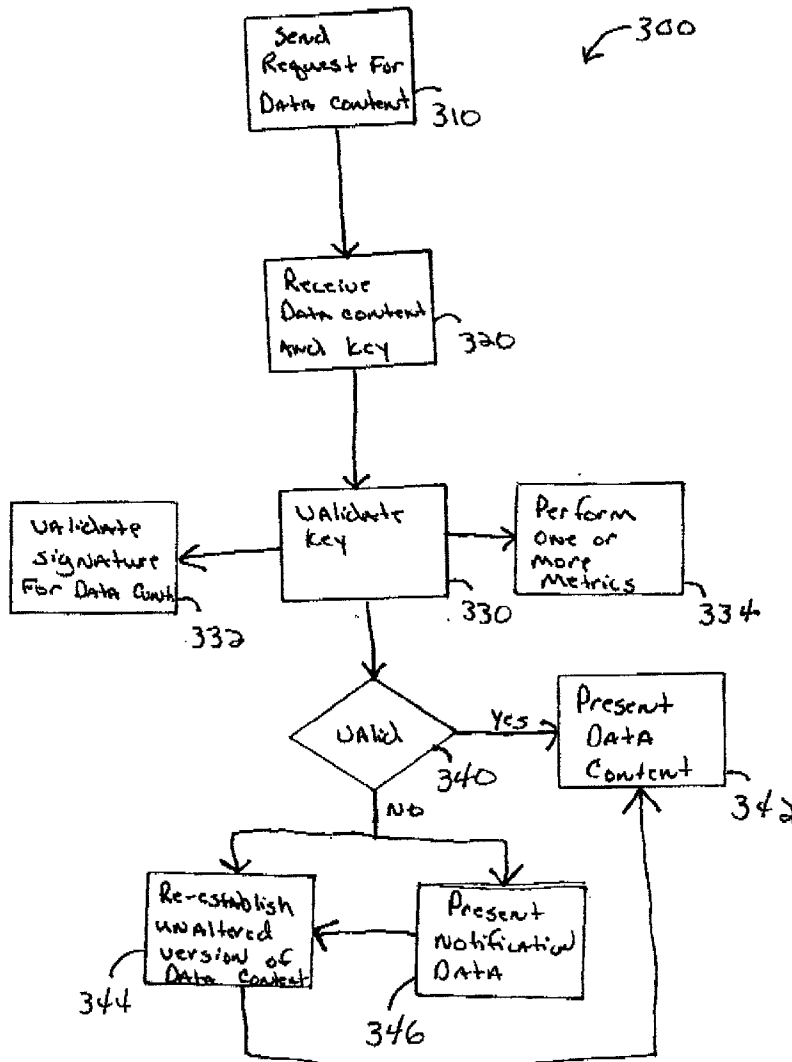 Send
Request For
Data Content
300
310
Receive
Data content
And key
320
Validate
Signature
For Data Cont.
332
Validate
key
330
Perform
one or
more
Metrics
334
Valid
340
Yes
Present
Data
Content
342
No
Re-establish
unaltered
version of
Data Content
344
Present
Notification
Data
346